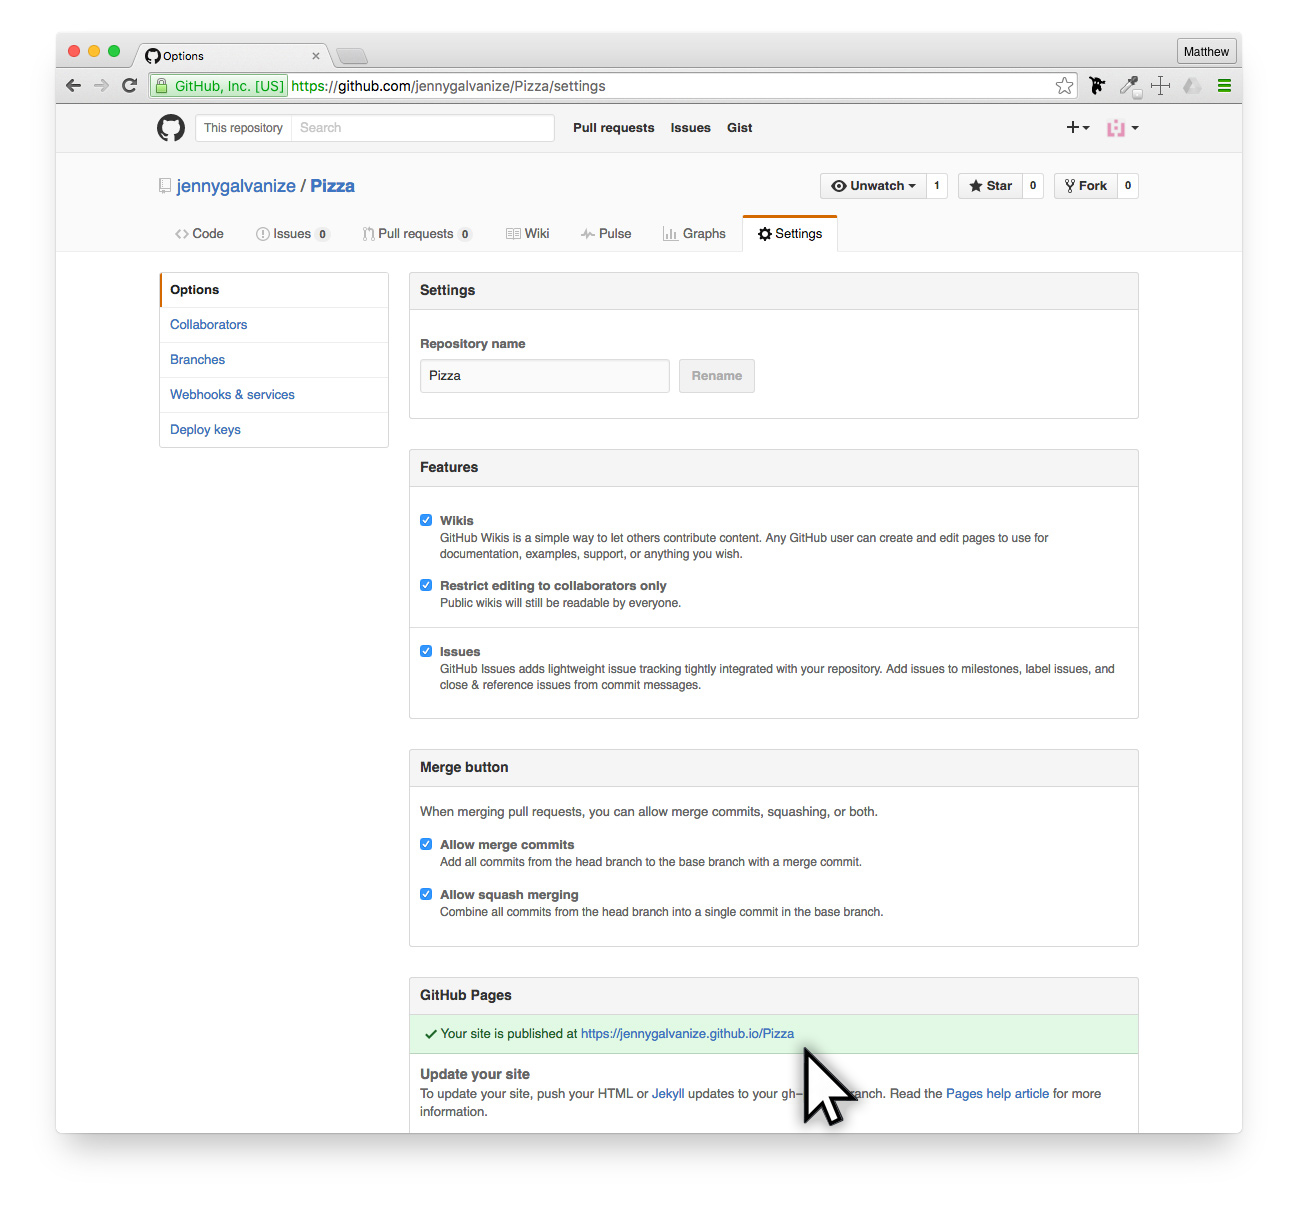 Options
Matthew
GitHub, Inc. [US] https://github.com/jennygalvanize/Pizza/settings
This repository Search Pull requests Issues Gist
jennygalvanize / Pizza Unwatch 1 Star 0 Fork 0
Code Issues 0 Pull requests 0 Wiki Pulse Graphs Settings
Options
Collaborators
Branches
Webhooks & services
Deploy keys
Settings
Repository name
Pizza Rename
Features
Wikis
GitHub Wikis is a simple way to let others contribute content. Any GitHub user can create and edit pages to use for
documentation, examples, support, or anything you wish.
Restrict editing to collaborators only
Public wikis will still be readable by everyone.
Issues
GitHub Issues adds lightweight issue tracking tightly integrated with your repository. Add issues to milestones, label issues, and
close & reference issues from commit messages.
Merge button
When merging pull requests, you can allow merge commits, squashing, or both.
Allow merge commits
Add all commits from the head branch to the base branch with a merge commit.
Allow squash merging
Combine all commits from the head branch into a single commit in the base branch.
GitHub Pages
Your site is published at https://jennygalvanize.github.io/Pizza
Update your site
To update your site, push your HTML or Jekyll updates to your gh- ranch. Read the Pages help article for more
information.